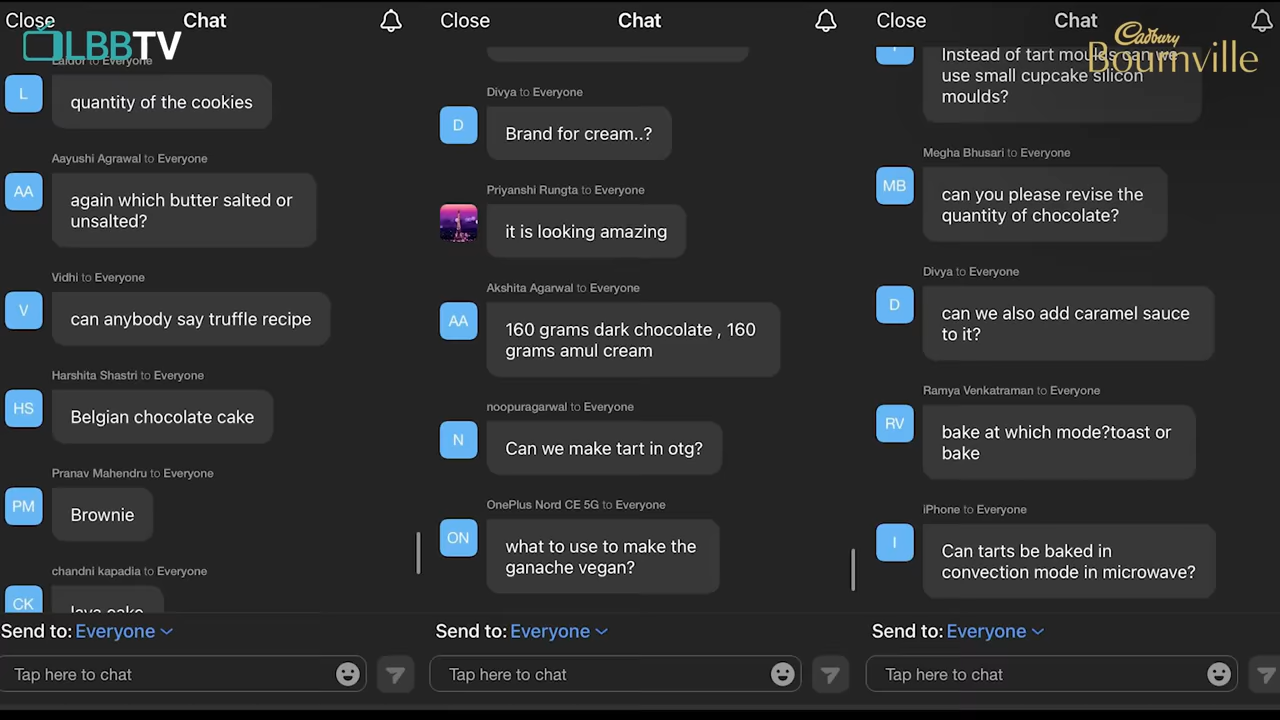 Close
Chat
LBBTV
to Everyone
L
quantity of the cookies
Aayushi Agrawal to Everyone
AA
again which butter salted or
unsalted?
Vidhi to Everyone
V
can anybody say truffle recipe
Harshita Shastri to Everyone
HS
Belgian chocolate cake
Pranav Mahendru to Everyone
PM
Brownie
chandni kapadia to Everyone
CK
lava cake
Send to: Everyone
Tap here to chat
Close
Chat
Divya to Everyone
D
Brand for cream..?
Priyanshi Rungta to Everyone
it is looking amazing
Akshita Agarwal to Everyone
AA
160 grams dark chocolate , 160
grams amul cream
noopuragarwal to Everyone
N
Can we make tart in otg?
OnePlus Nord CE 5G to Everyone
ON
what to use to make the
ganache vegan?
Send to: Everyone
Tap here to chat
Close
Chat
Cadbury
Bournville
Instead of tart moulds can we
use small cupcake silicon
moulds?
Megha Bhusari to Everyone
MB
can you please revise the
quantity of chocolate?
Divya to Everyone
D
can we also add caramel sauce
to it?
Ramya Venkatraman to Everyone
RV
bake at which mode?toast or
bake
iPhone to Everyone
I
Can tarts be baked in
convection mode in microwave?
Send to: Everyone
Tap here to chat